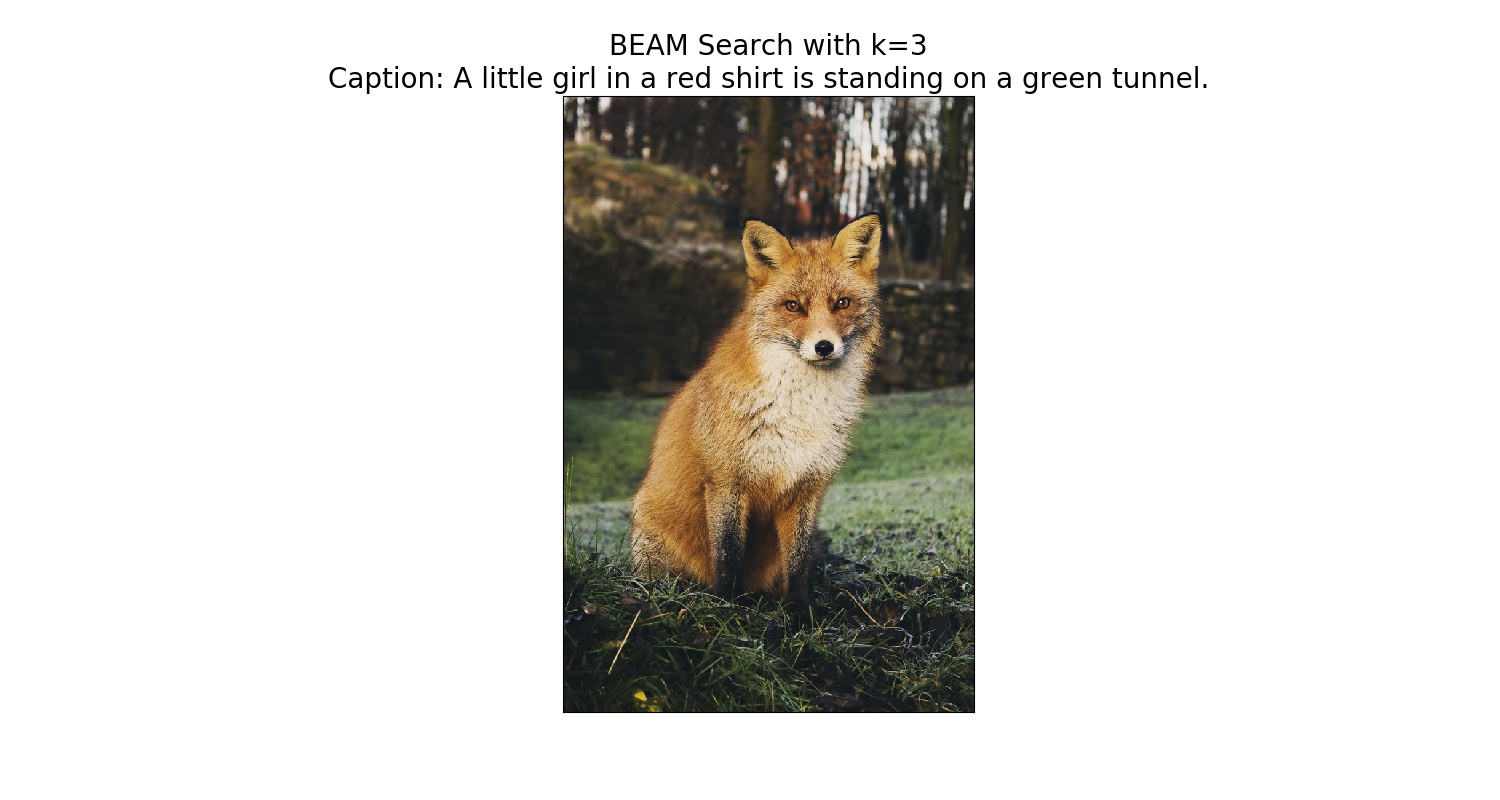 BEAM Search with k=3
Caption: A little girl in a red shirt is standing on a green tunnel.